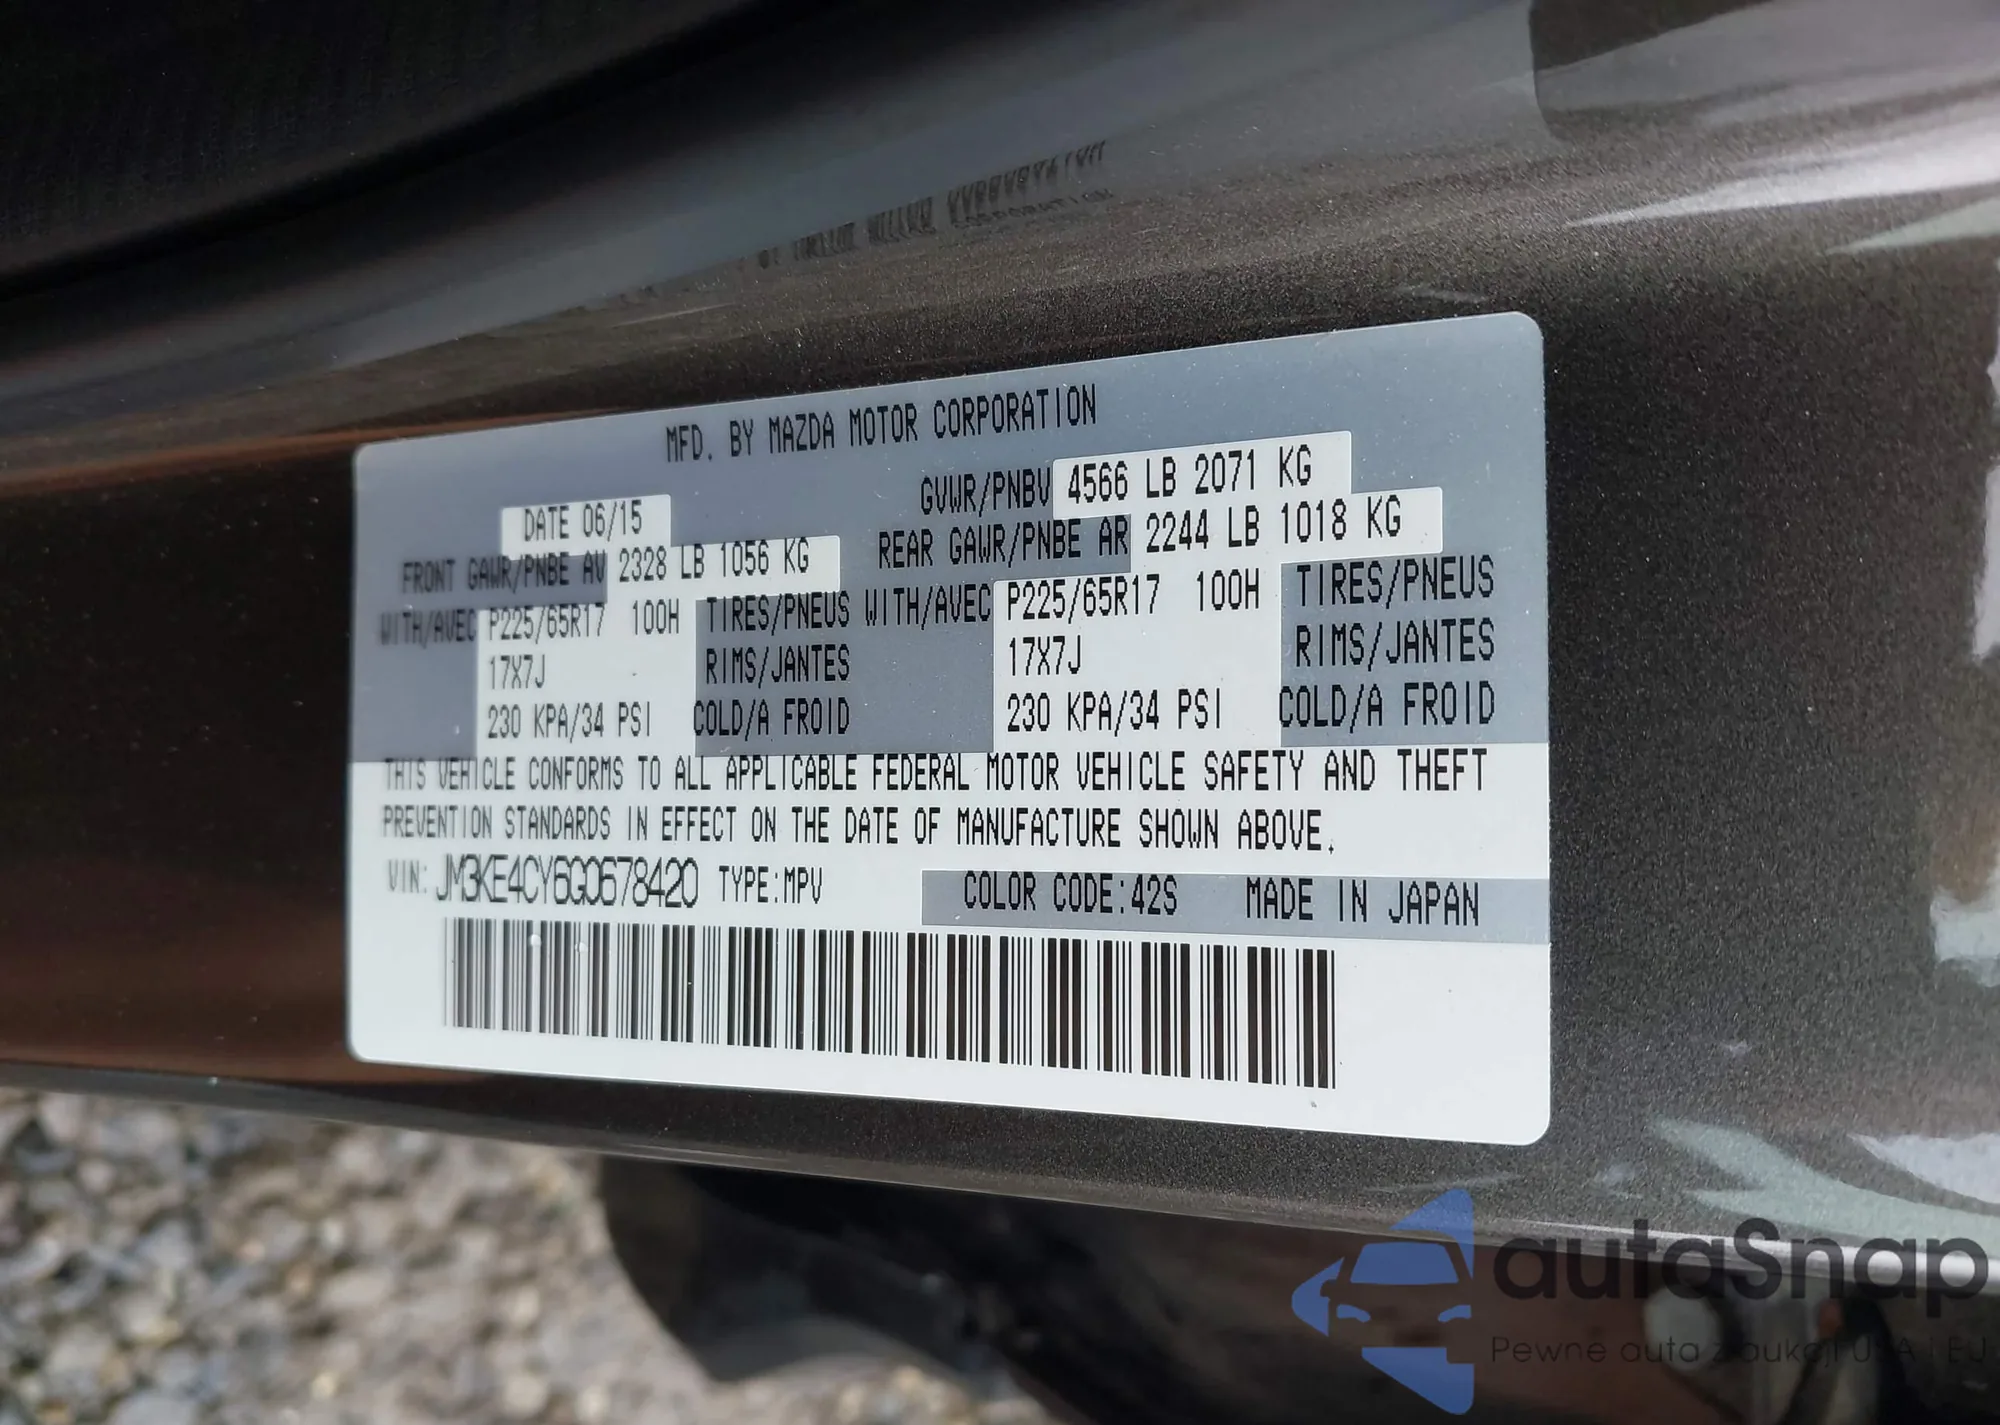 MFD. BY MAZDA MOTOR CORPORATION
DATE 06/15 GVWR/PNBV 4566 LB 2071 KG
FRONT GAWR/PNBE AV 2328 LB 1056 KG REAR GAWR/PNBE AR 2244 LB 1018 KG
WITH/AVEC P225/65R17 100H TIRES/PNEUS WITH/AVEC P225/65R17 100H TIRES/PNEUS
17X7J RIMS/JANTES 17X7J RIMS/JANTES
230 KPA/34 PSI COLD/A FROID 230 KPA/34 PSI COLD/A FROID
THIS VEHICLE CONFORMS TO ALL APPLICABLE FEDERAL MOTOR VEHICLE SAFETY AND THEFT
PREVENTION STANDARDS IN EFFECT ON THE DATE OF MANUFACTURE SHOWN ABOVE.
VIN: JM3KE4CY6G0678420 TYPE:MPV COLOR CODE:42S MADE IN JAPAN
autaSnap
Pewne auta z aukcji USA i EU